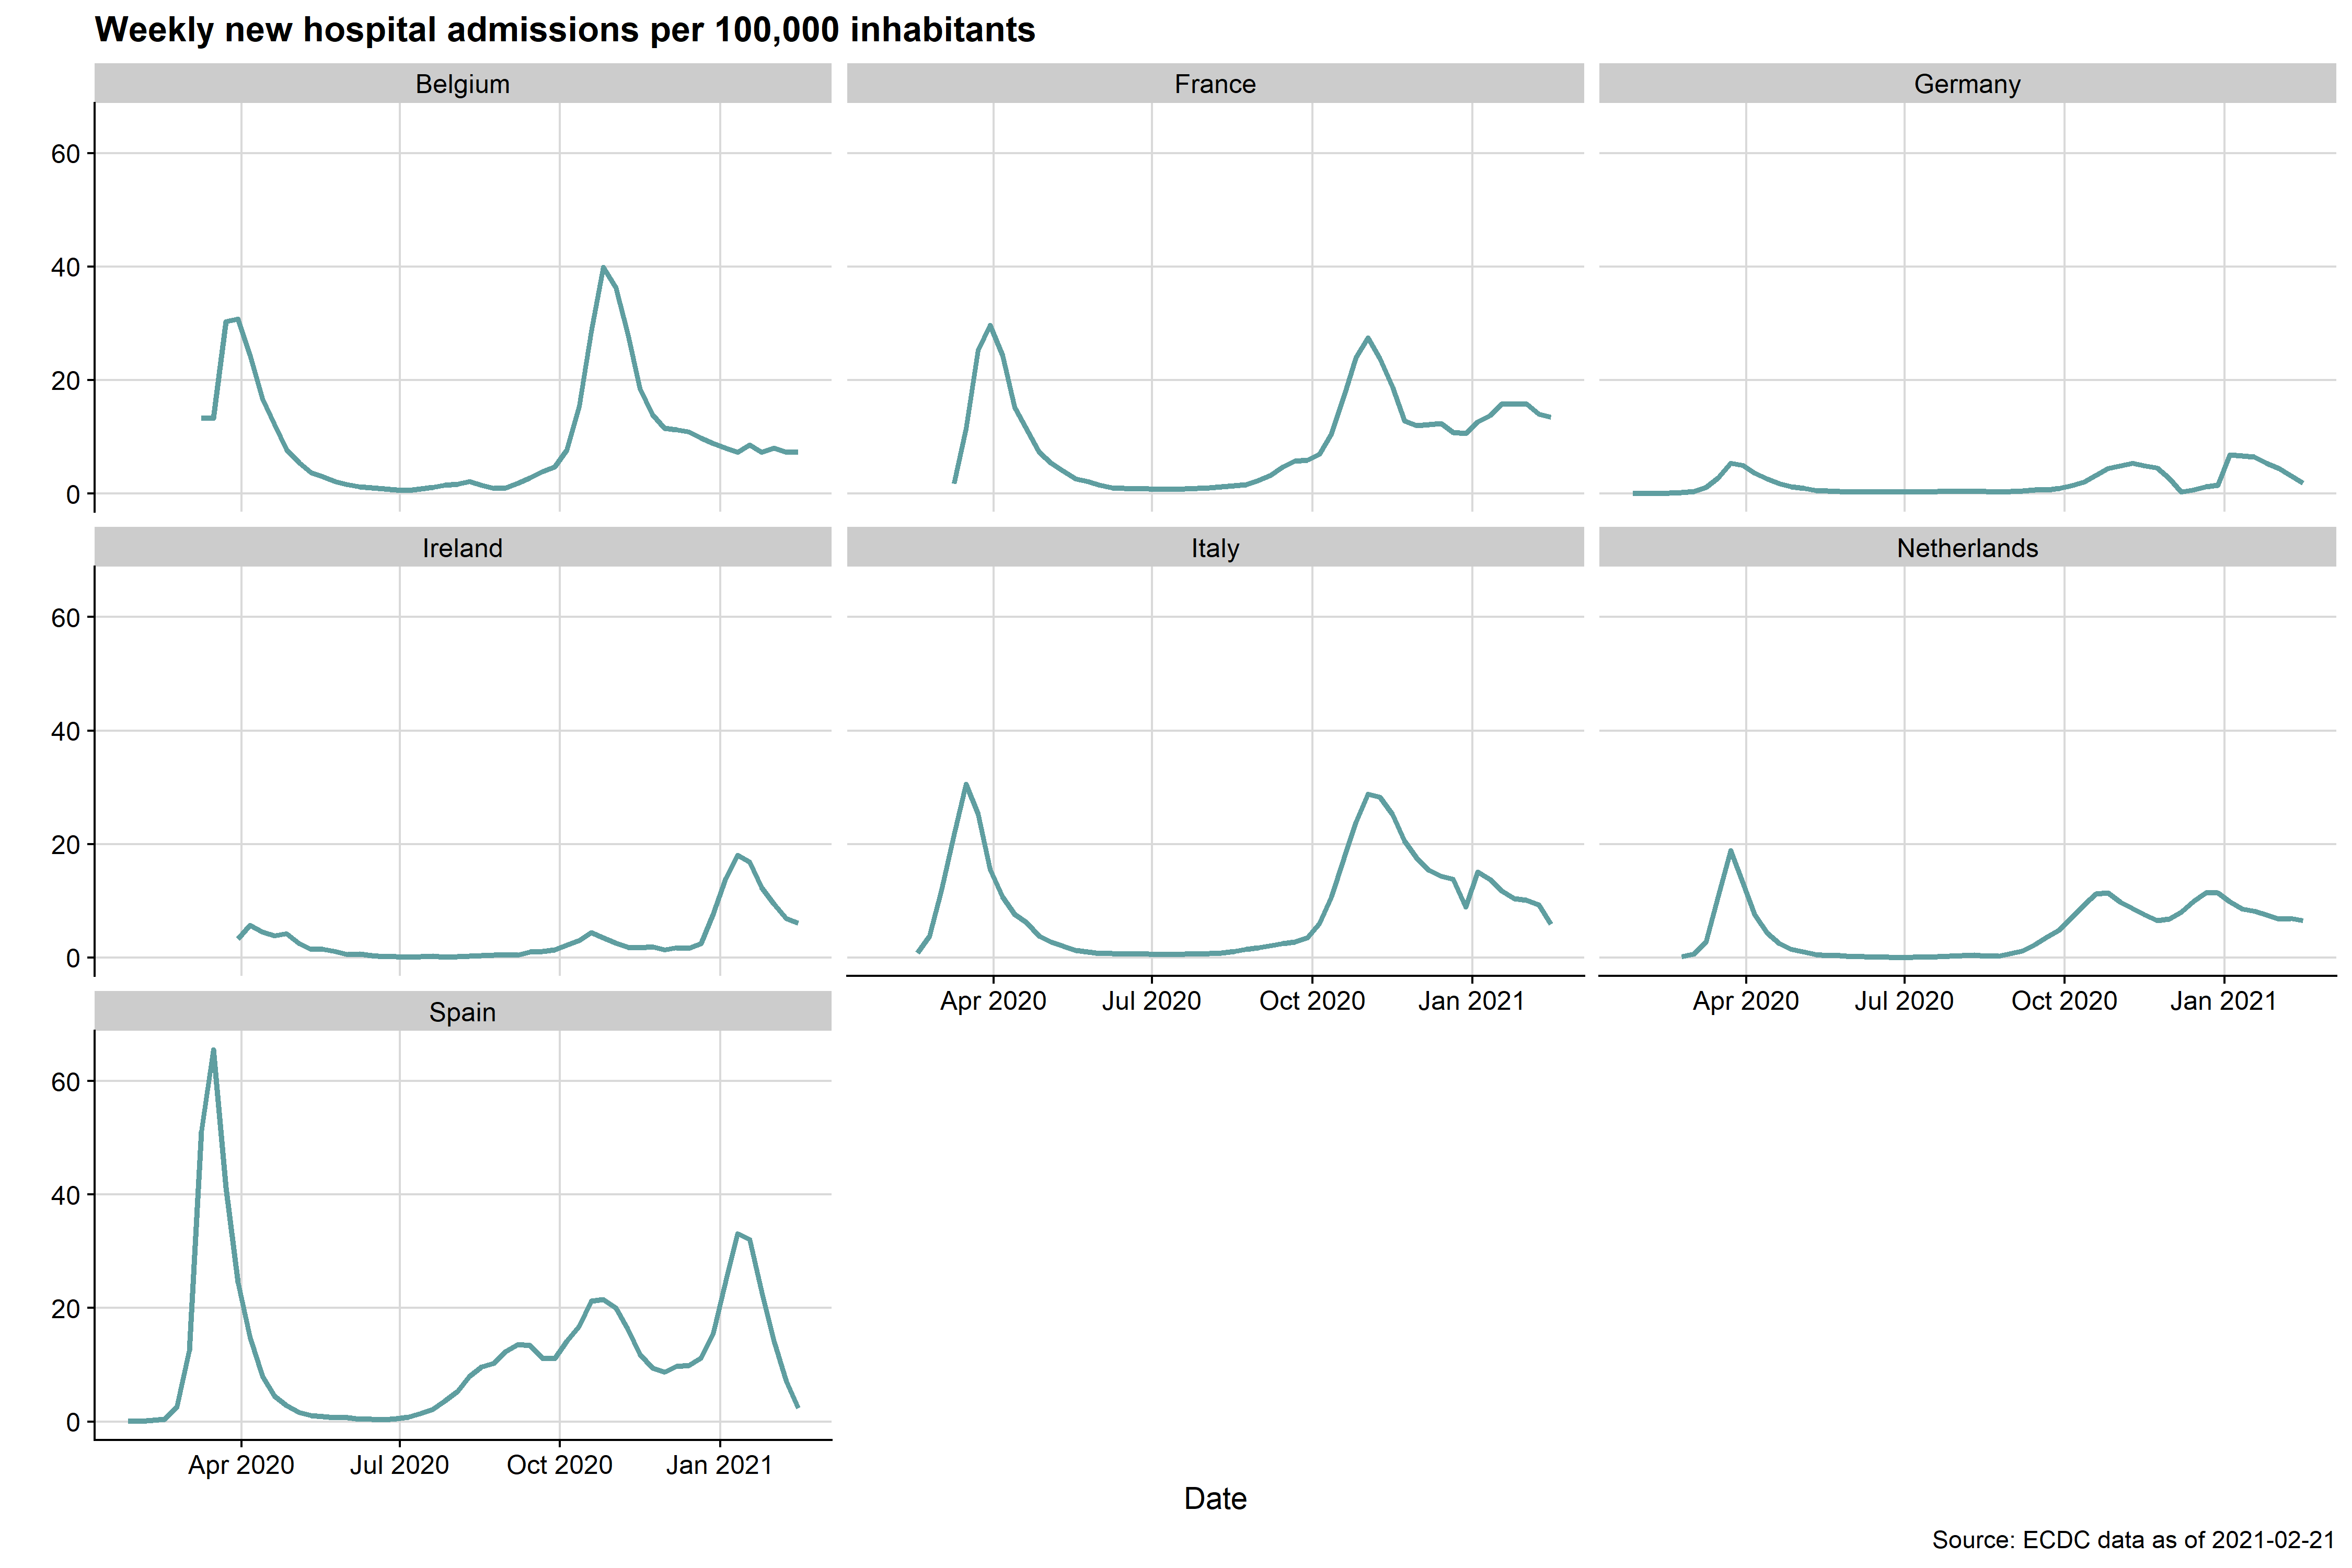 Weekly new hospital admissions per 100,000 inhabitants
Belgium France Germany
60
40
20
0
Ireland Italy Netherlands
60
40
20
0
Apr 2020 Jul 2020 Oct 2020 Jan 2021 Apr 2020 Jul 2020 Oct 2020 Jan 2021
Spain
60
40
20
0
Apr 2020 Jul 2020 Oct 2020 Jan 2021
Date
Source: ECDC data as of 2021-02-21